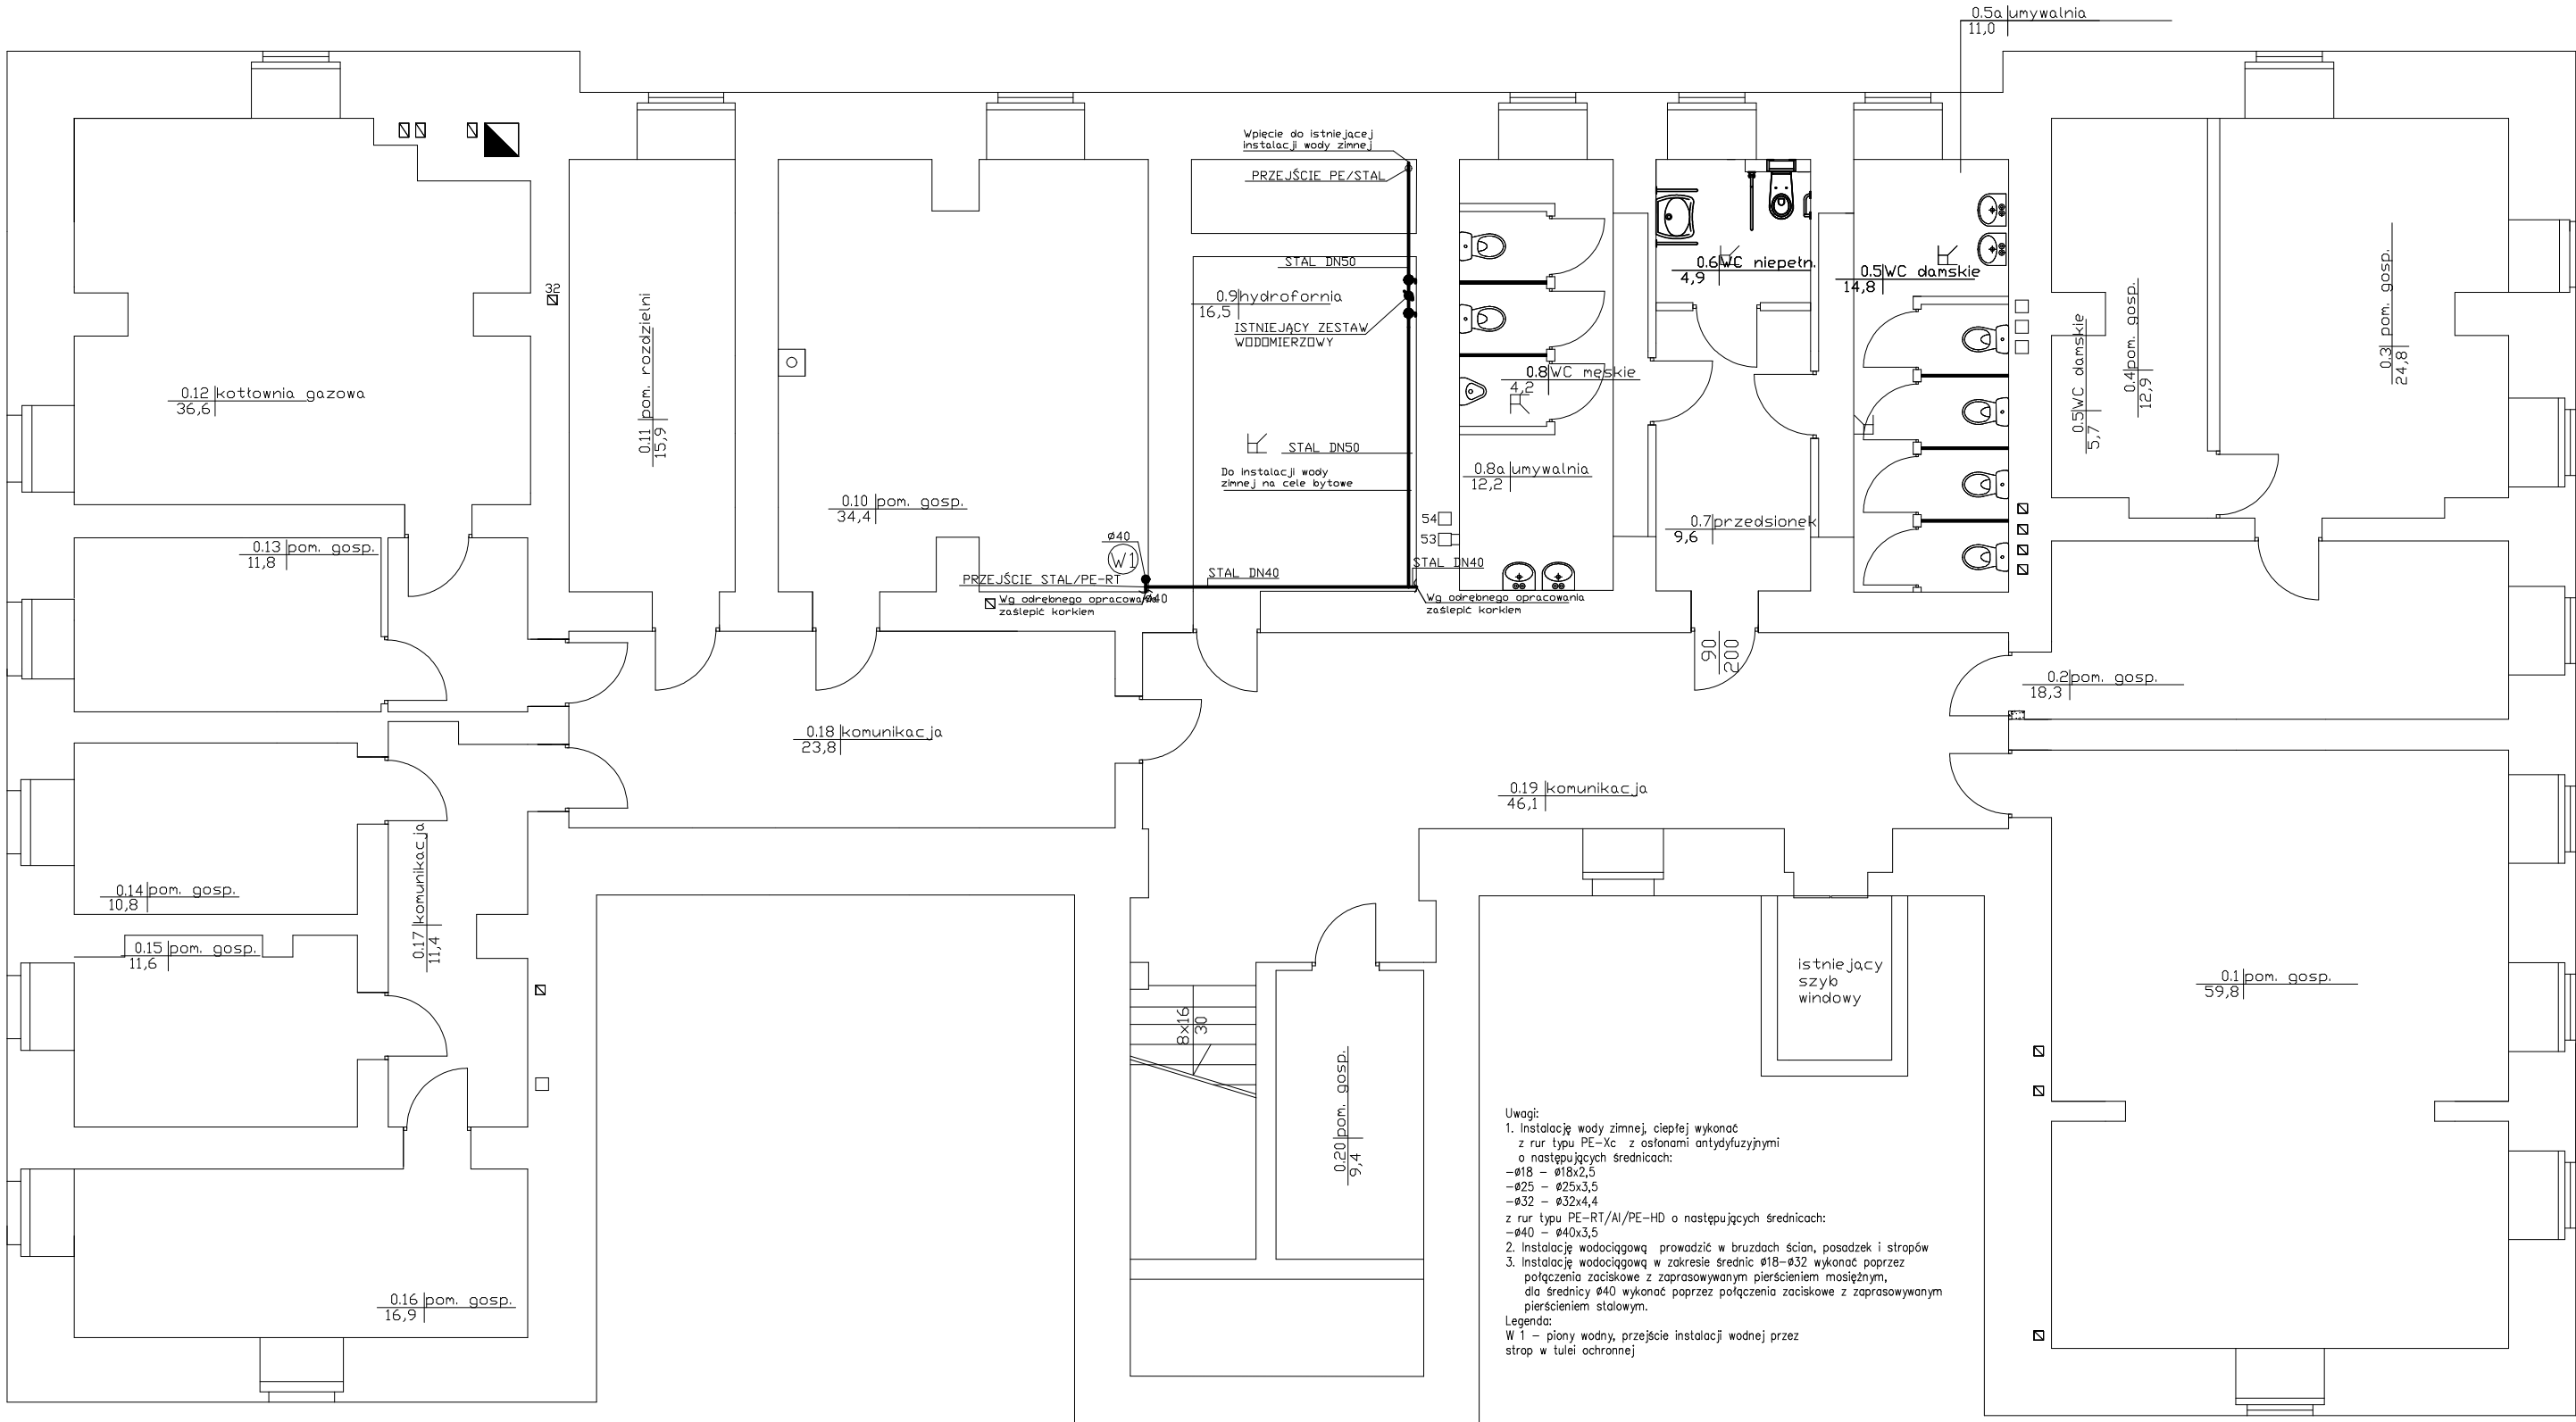 0.5a umywalnia
11,0
Wpięcie do istniejącej
instalacji wody zimnej
PRZEJŚCIE PE/STAL
STAL DN50
0.9 hydrofornia
16,5
ISTNIEJĄCY ZESTAW
WODOMIERZOWY
STAL DN50
Do instalacji wody
zimnej na cele bytowe
STAL DN40
STAL DN40
Wg odrębnego opracowania
zaślepić korkiem
54
53
32
0.12 kotłownia gazowa
36,6
0.11 pom. rozdzielni
15,9
0.10 pom. gosp.
34,4
ø40
W1
PRZEJŚCIE STAL/PE-RT
Wg odrębnego opracowania
ø40
zaślepić korkiem
0.8 WC męskie
4,2
0.8a umywalnia
12,2
0.6 WC niepełn.
4,9
0.7 przedsionek
9,6
90
200
0.5 WC damskie
14,8
0.5 WC damskie
5,7
0.4 pom. gosp.
12,9
0.3 pom. gosp.
24,8
0.2 pom. gosp.
18,3
0.13 pom. gosp.
11,8
0.18 komunikacja
23,8
0.19 komunikacja
46,1
0.14 pom. gosp.
10,8
0.17 komunikacja
11,4
0.15 pom. gosp.
11,6
0.16 pom. gosp.
16,9
8x16
30
0.20 pom. gosp.
9,4
istniejący
szyb
windowy
0.1 pom. gosp.
59,8
Uwagi:
1. Instalację wody zimnej, ciepłej wykonać
z rur typu PE-Xc z osłonami antydyfuzyjnymi
o następujących średnicach:
-ø18 - ø18x2,5
-ø25 - ø25x3,5
-ø32 - ø32x4,4
z rur typu PE-RT/Al/PE-HD o następujących średnicach:
-ø40 - ø40x3,5
2. Instalację wodociągową prowadzić w bruzdach ścian, posadzek i stropów
3. Instalację wodociągową w zakresie średnic ø18-ø32 wykonać poprzez
połączenia zaciskowe z zaprasowywanym pierścieniem mosiężnym,
dla średnicy ø40 wykonać poprzez połączenia zaciskowe z zaprasowywanym
pierścieniem stalowym.
Legenda:
W 1 - piony wodny, przejście instalacji wodnej przez
strop w tulei ochronnej